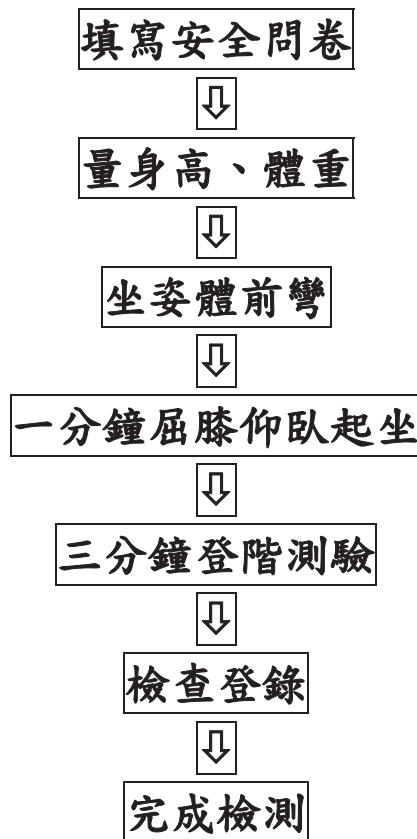 填寫安全問卷
量身高、體重
坐姿體前彎
一分鐘屈膝仰臥起坐
三分鐘登階測驗
檢查登錄
完成檢測